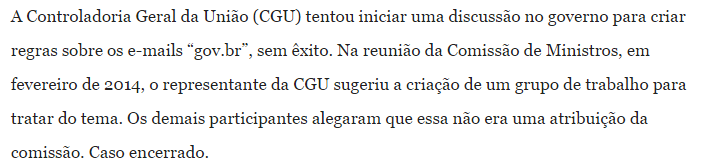 A Controladoria Geral da União (CGU) tentou iniciar uma discussão no governo para criar
regras sobre os e-mails “gov.br”, sem êxito. Na reunião da Comissão de Ministros, em
fevereiro de 2014, o representante da CGU sugeriu a criação de um grupo de trabalho para
tratar do tema. Os demais participantes alegaram que essa não era uma atribuição da
comissão. Caso encerrado.